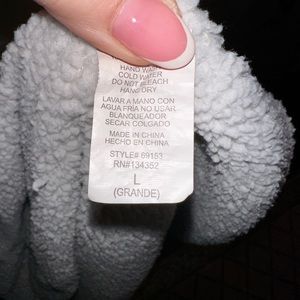 HAND WASH
COLD WATER
DO NOT BLEACH
HANG DRY
LAVAR A MANO CON
AGUA FRIA NO USAR
BLANQUEADOR
SECAR COLGADO
MADE IN CHINA
HECHO EN CHINA
STYLE# 69153
RN#134352
L
(GRANDE)